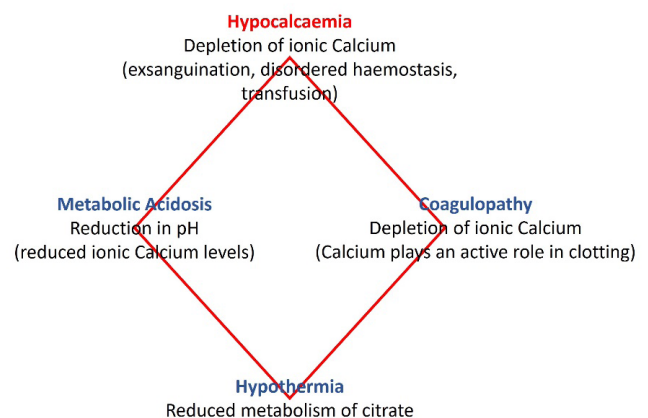 Hypocalcaemia
Depletion of ionic Calcium
(exsanguination, disordered haemostasis,
transfusion)
Metabolic Acidosis
Reduction in pH
(reduced ionic Calcium levels)
Coagulopathy
Depletion of ionic Calcium
(Calcium plays an active role in clotting)
Hypothermia
Reduced metabolism of citrate